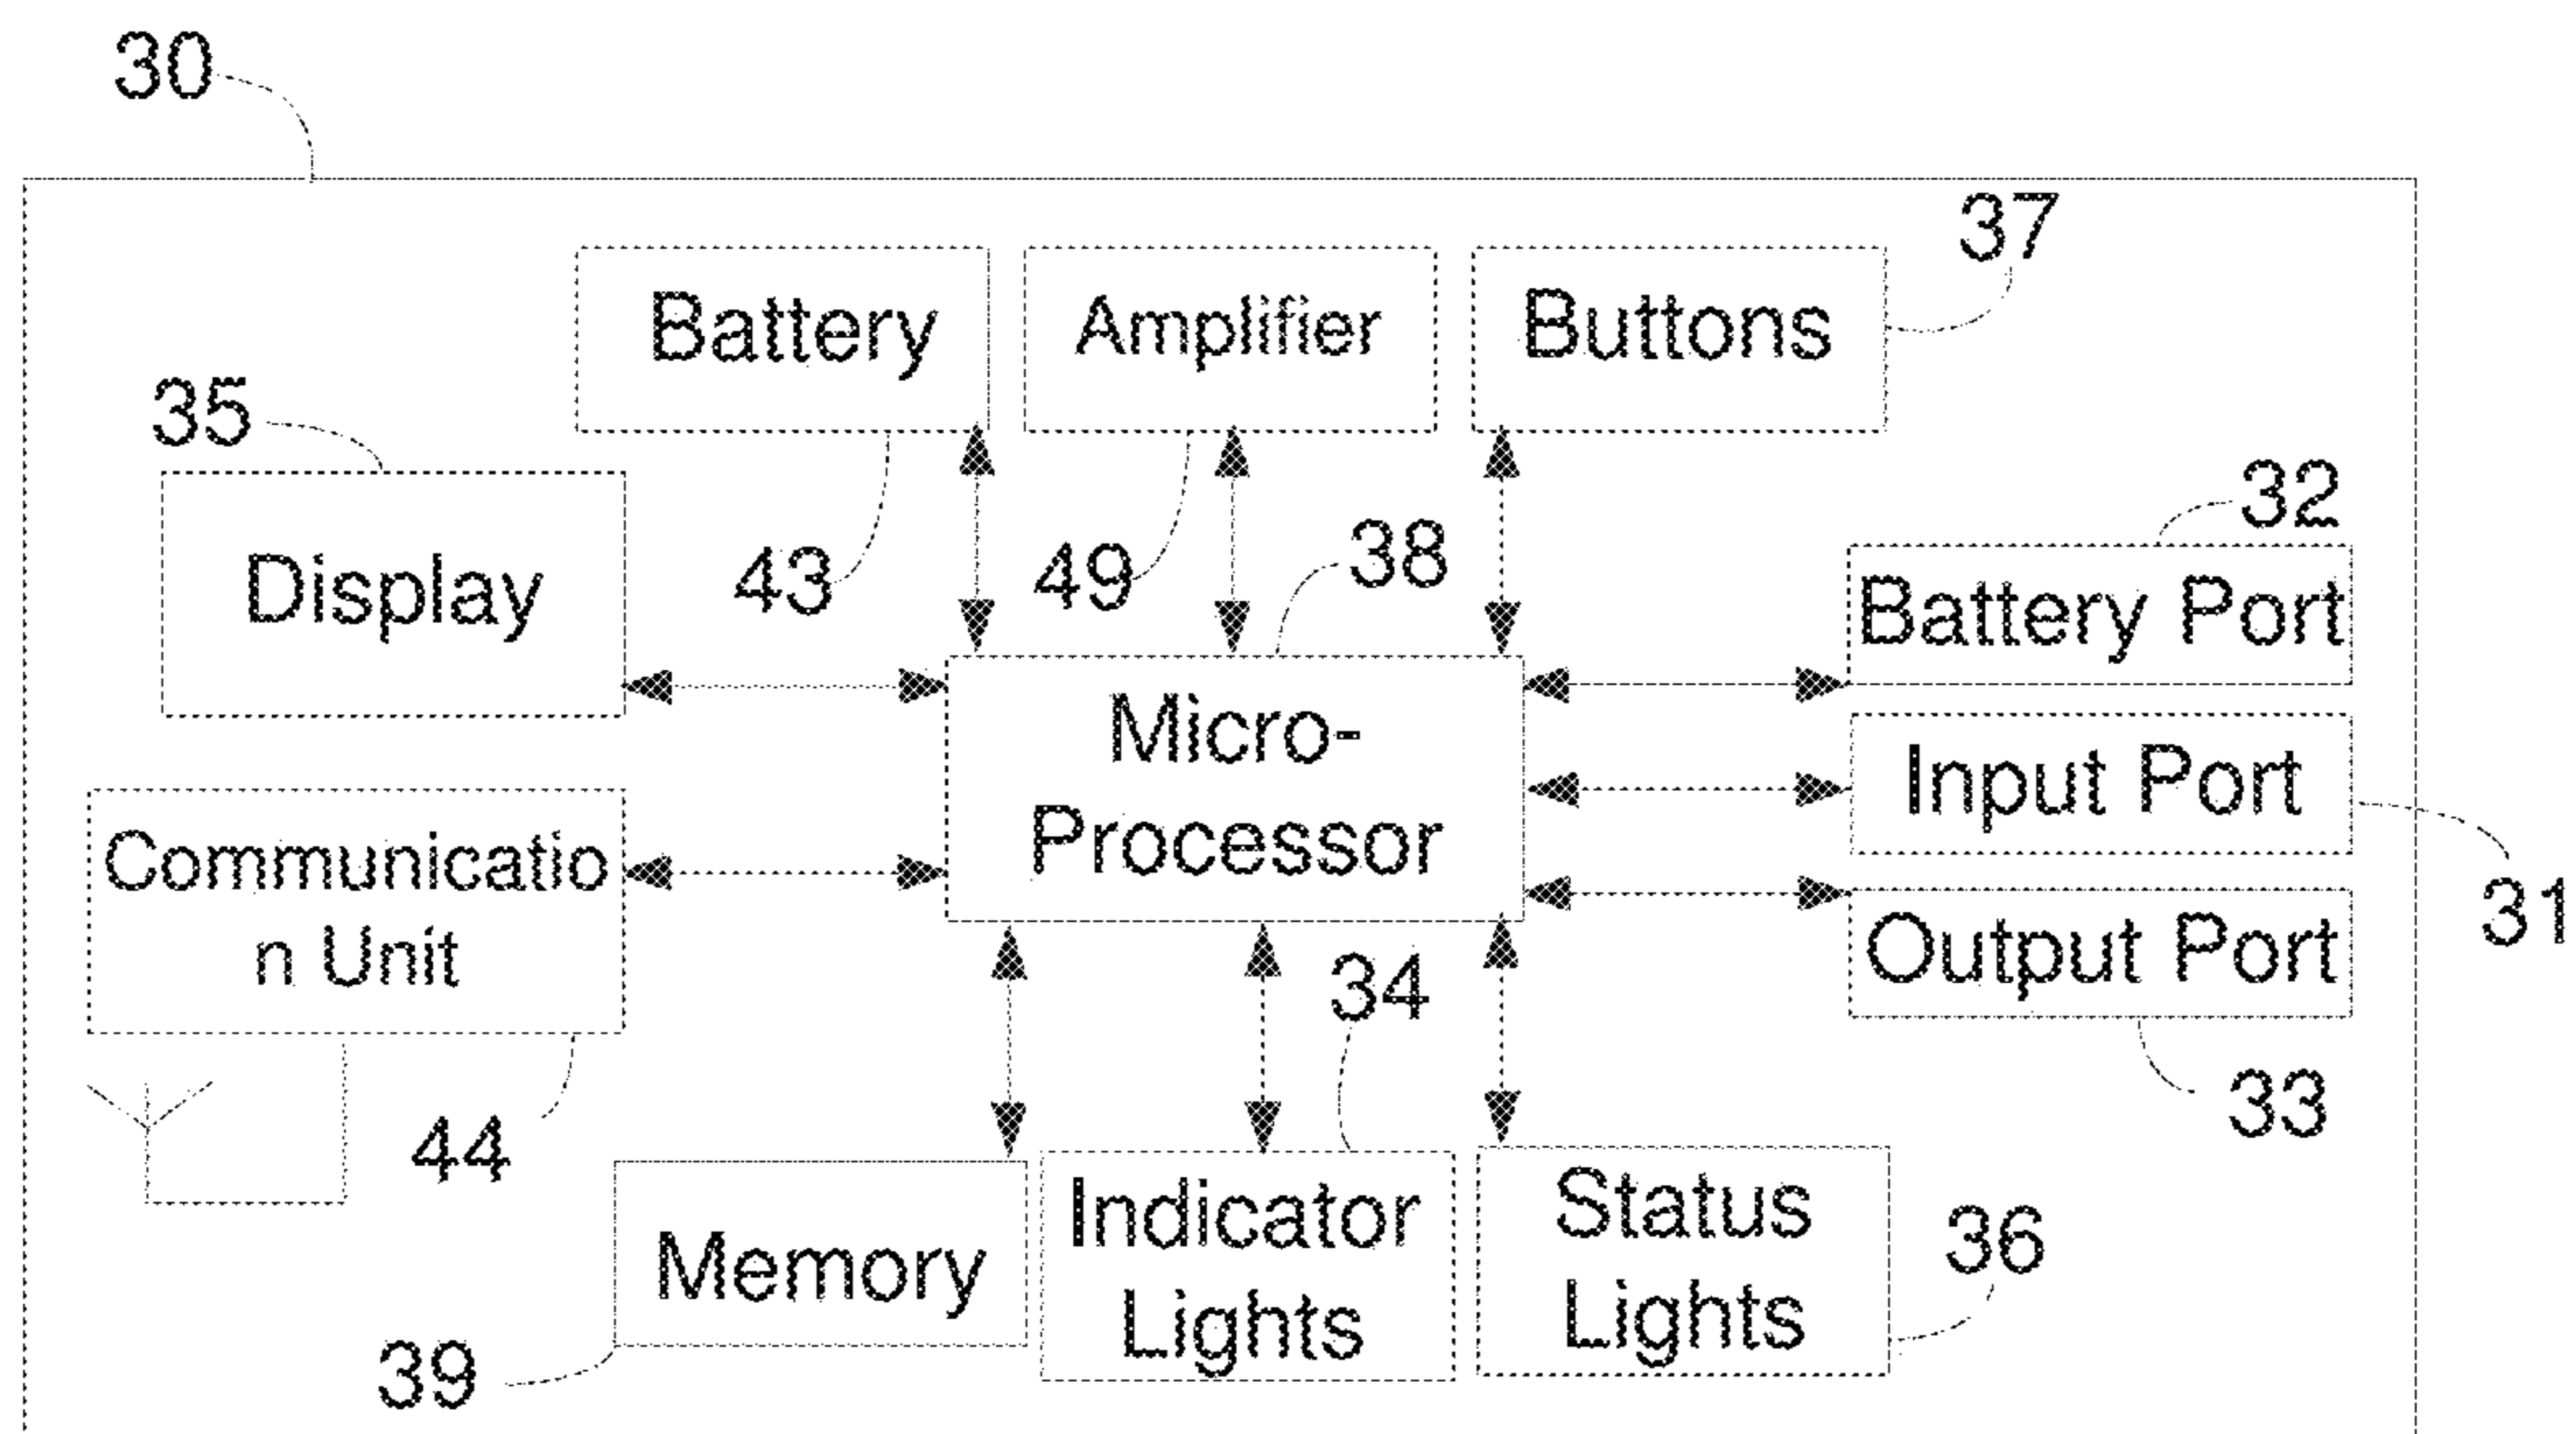 30
37
Battery
Amplifier
Buttons
35
32
43
49
38
Display
Battery Port
Micro-
Processor
Input Port
31
Communicatio
n Unit
Output Port
34
44
33
Memory
Indicator
Lights
Status
Lights
36
39